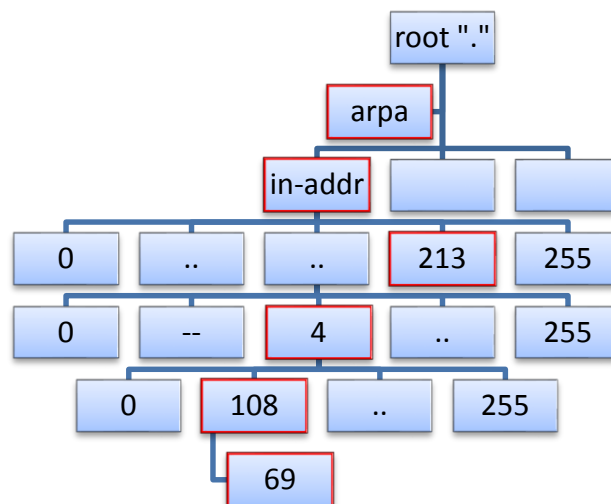 root "."
arpa
in-addr
0 .. .. 213 255
0 -- 4 .. 255
0 108 .. 255
69